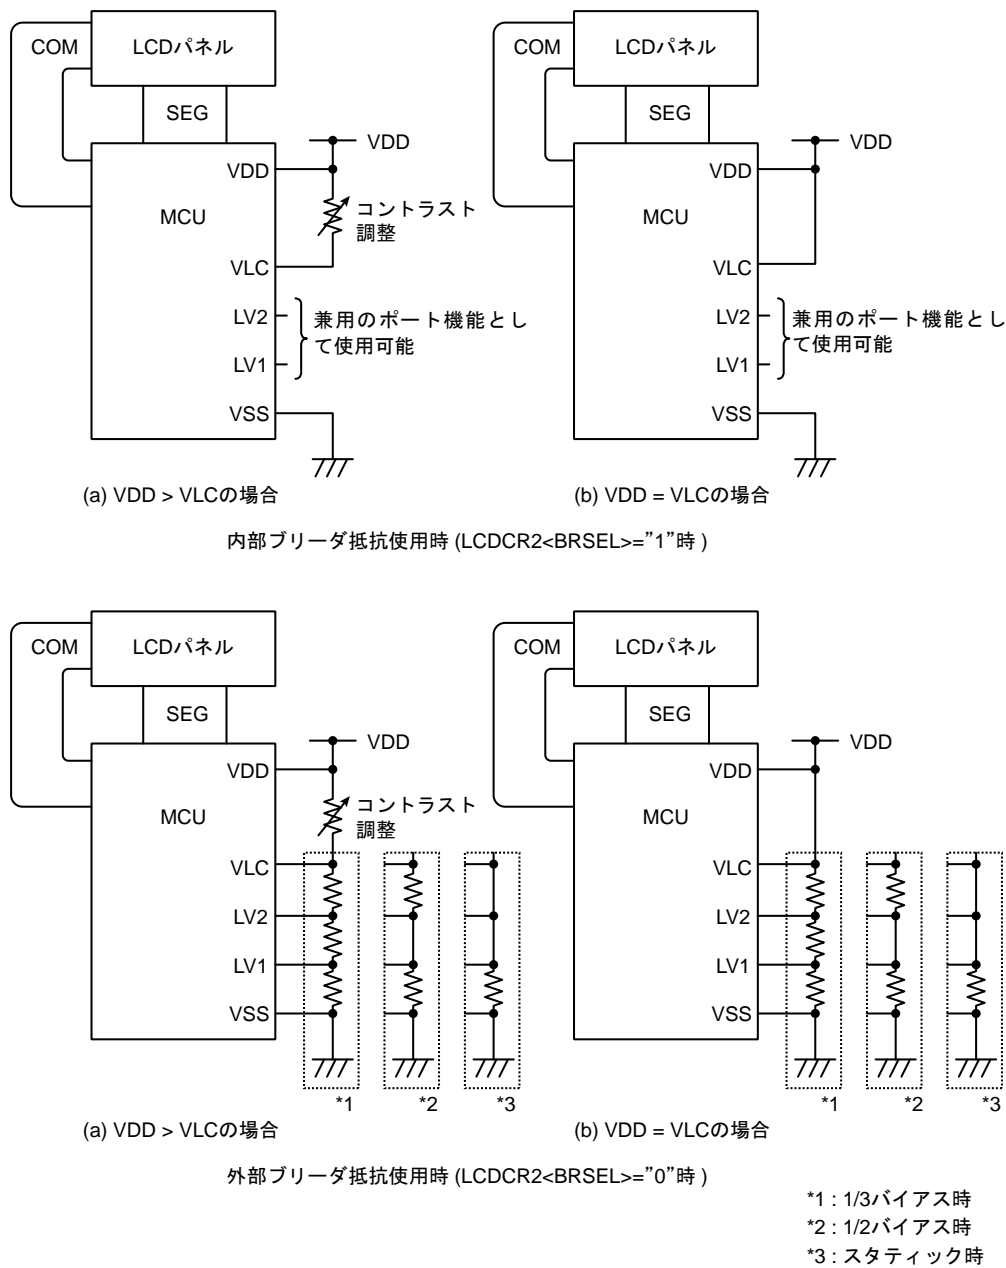 COM
LCDパネル
SEG
VDD
VDD
MCU
コントラスト
調整
VLC
LV2
兼用のポート機能とし
て使用可能
LV1
VSS
(a) VDD > VLCの場合
COM
LCDパネル
SEG
VDD
VDD
MCU
VLC
LV2
兼用のポート機能とし
て使用可能
LV1
VSS
(b) VDD = VLCの場合
内部ブリーダ抵抗使用時 (LCDCR2<BRSEL>=”1”時 )
COM
LCDパネル
SEG
VDD
VDD
MCU
コントラスト
調整
VLC
LV2
LV1
VSS
*1
*2
*3
(a) VDD > VLCの場合
COM
LCDパネル
SEG
VDD
VDD
MCU
VLC
LV2
LV1
VSS
*1
*2
*3
(b) VDD = VLCの場合
外部ブリーダ抵抗使用時 (LCDCR2<BRSEL>=”0”時 )
*1 : 1/3バイアス時
*2 : 1/2バイアス時
*3 : スタティック時